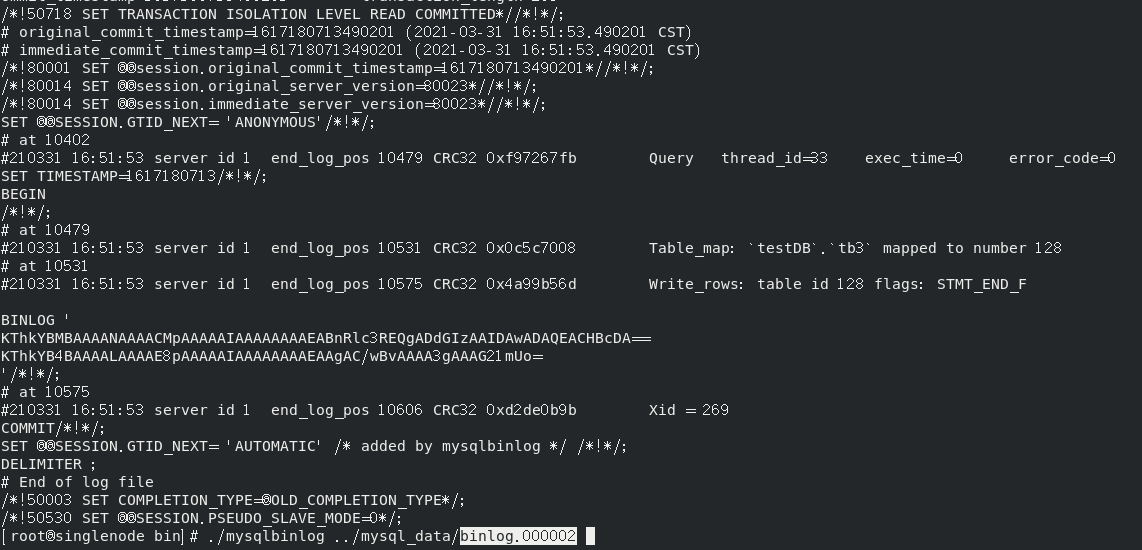 /*!50718 SET TRANSACTION ISOLATION LEVEL READ COMMITTED*//*!*/;
# original_commit_timestamp=1617180713490201 (2021-03-31 16:51:53.490201 CST)
# immediate_commit_timestamp=1617180713490201 (2021-03-31 16:51:53.490201 CST)
/*!80001 SET @@session.original_commit_timestamp=1617180713490201*//*!*/;
/*!80014 SET @@session.original_server_version=80023*//*!*/;
/*!80014 SET @@session.immediate_server_version=80023*//*!*/;
SET @@SESSION.GTID_NEXT= 'ANONYMOUS'/*!*/;
# at 10402
#210331 16:51:53 server id 1  end_log_pos 10479 CRC32 0xf97267fb        Query   thread_id=33    exec_time=0     error_code=0
SET TIMESTAMP=1617180713/*!*/;
BEGIN
/*!*/;
# at 10479
#210331 16:51:53 server id 1  end_log_pos 10531 CRC32 0x0c5c7008        Table_map: `testDB`.`tb3` mapped to number 128
# at 10531
#210331 16:51:53 server id 1  end_log_pos 10575 CRC32 0x4a99b56d        Write_rows: table id 128 flags: STMT_END_F
BINLOG '
KThkYBMBAAAANAAAACMpAAAAAIAAAAAAAAEABnRlc3REQgADdGIzAAIDAwADAQEACHBcDA==
KThkYB4BAAAALAAAAE8pAAAAAIAAAAAAAAEAAgAC/wBvAAAA3gAAAG21mUo=
'/*!*/;
# at 10575
#210331 16:51:53 server id 1  end_log_pos 10606 CRC32 0xd2de0b9b        Xid = 269
COMMIT/*!*/;
SET @@SESSION.GTID_NEXT= 'AUTOMATIC' /* added by mysqlbinlog */ /*!*/;
DELIMITER ;
# End of log file
/*!50003 SET COMPLETION_TYPE=@OLD_COMPLETION_TYPE*/;
/*!50530 SET @@SESSION.PSEUDO_SLAVE_MODE=0*/;
[root@singlenode bin]# ./mysqlbinlog ../mysql_data/binlog.000002